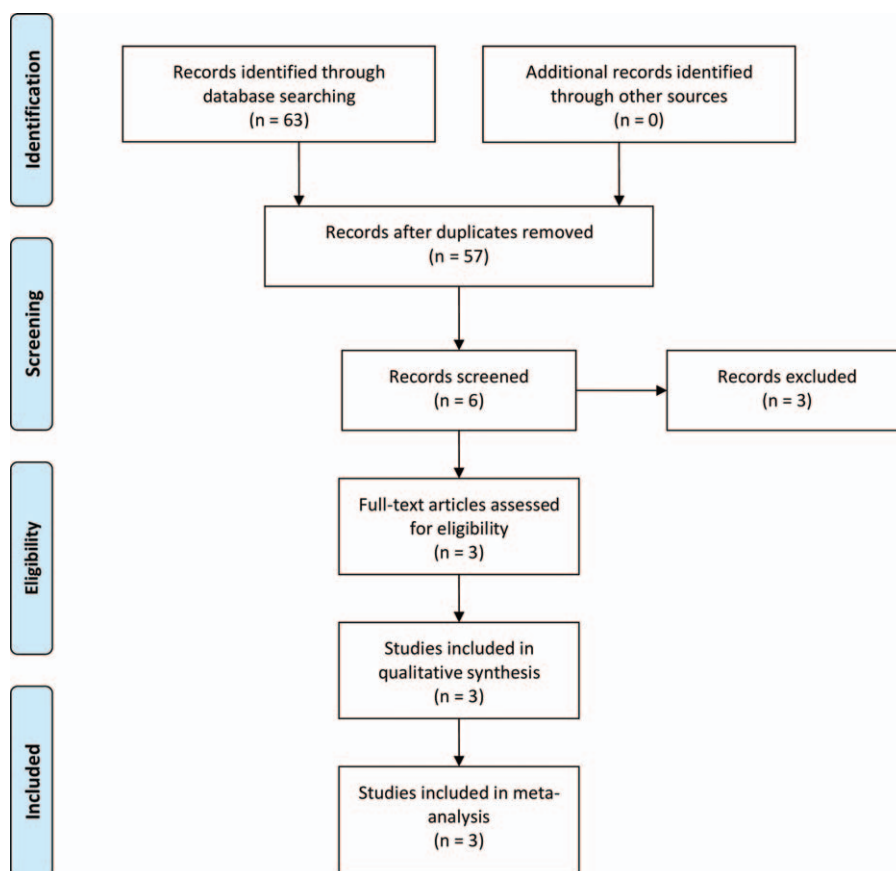 Identification
Records identified through
database searching
(n = 63)
Additional records identified
through other sources
(n = 0)
Records after duplicates removed
(n = 57)
Screening
Records screened
(n = 6)
Records excluded
(n = 3)
Eligibility
Full-text articles assessed
for eligibility
(n = 3)
Studies included in
qualitative synthesis
(n = 3)
Included
Studies included in meta-
analysis
(n = 3)